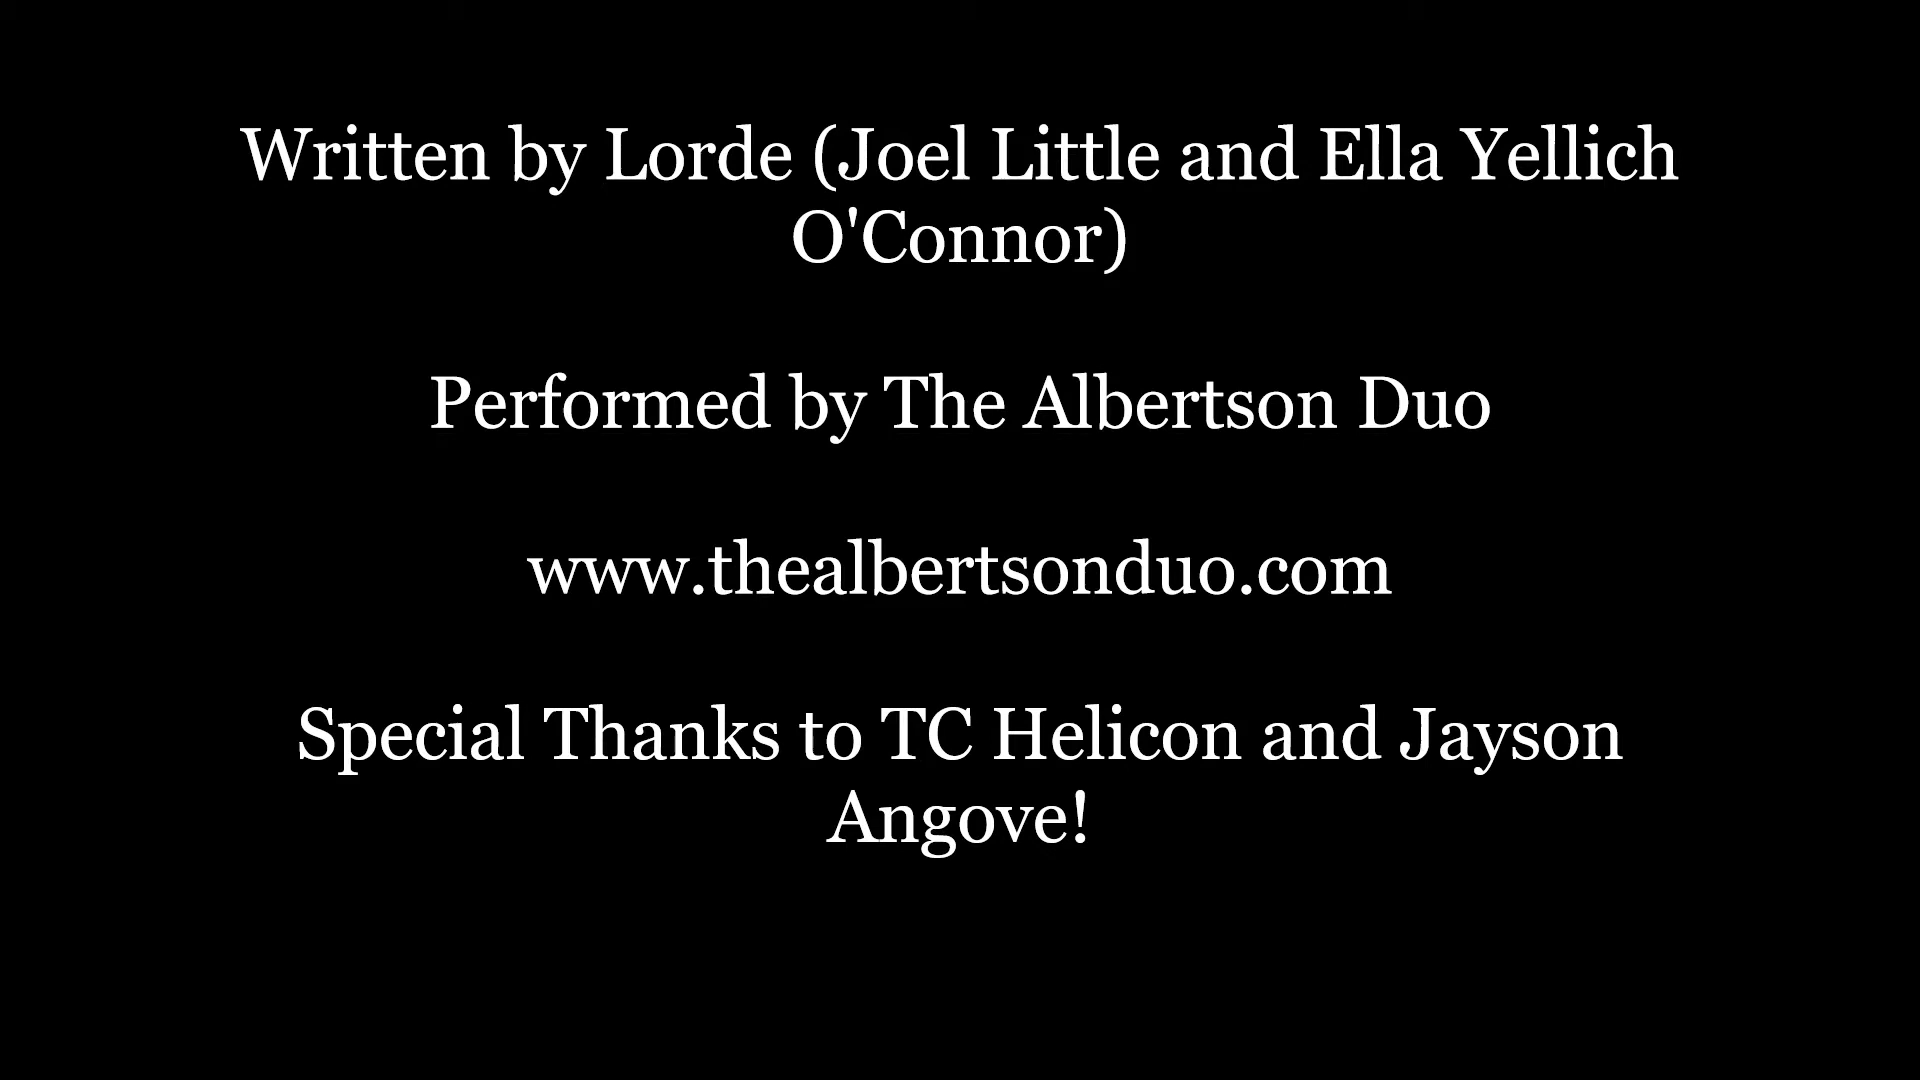 Written by Lorde (Joel Little and Ella Yellich
O'Connor)
Performed by The Albertson Duo
www.thealbertsonduo.com
Special Thanks to TC Helicon and Jayson
Angove!